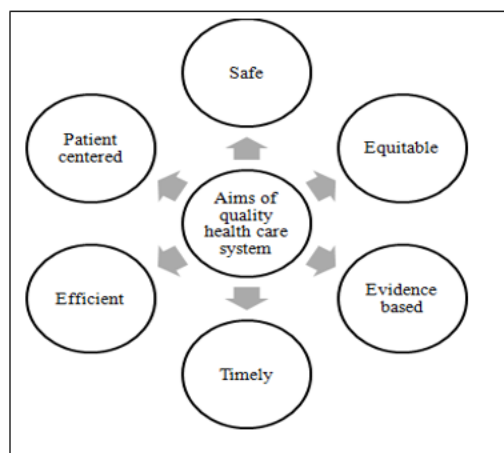 Safe
Patient
centered
Equitable
Aims of
quality
health care
system
Efficient
Evidence
based
Timely